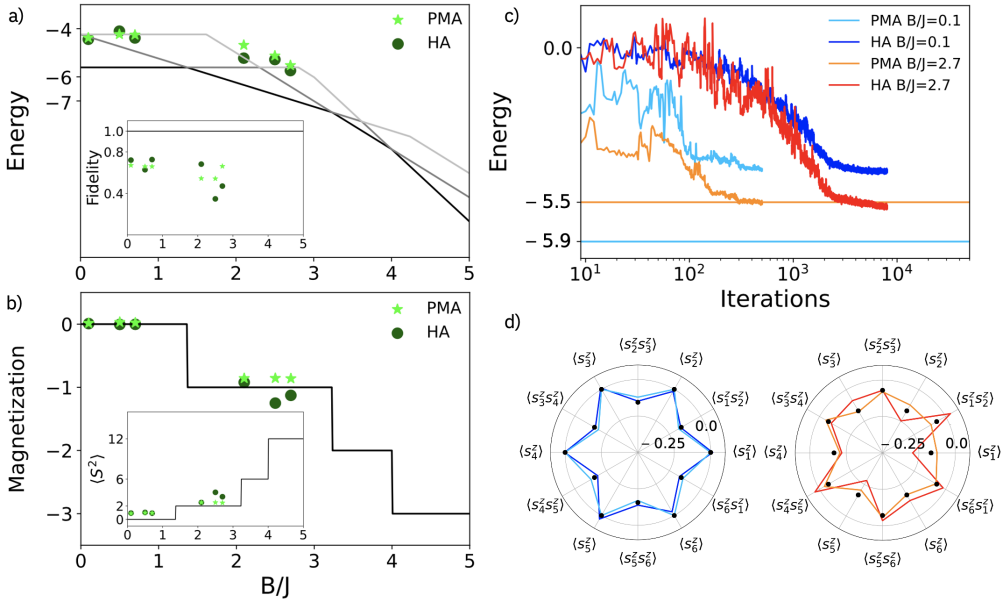 a)
−4
−6
−7
Energy
PMA
HA
1.0
0.8
0.4
Fidelity
0 1 2 3 4 5
0 1 2 3 4 5
b)
0
−1
−2
−3
Magnetization
PMA
HA
12
6
2
0
⟨S²⟩
0 1 2 3 4 5
0 1 2 3 4 5
B/J
c)
0.0
−5.5
−5.9
Energy
PMA B/J=0.1
HA B/J=0.1
PMA B/J=2.7
HA B/J=2.7
10¹ 10² 10³ 10⁴
Iterations
d)
⟨s₂ᶻs₃ᶻ⟩
⟨s₃ᶻ⟩ ⟨s₂ᶻ⟩
⟨s₃ᶻs₄ᶻ⟩ ⟨s₁ᶻs₂ᶻ⟩
0.0
−0.25
⟨s₄ᶻ⟩ ⟨s₁ᶻ⟩
⟨s₄ᶻs₅ᶻ⟩ ⟨s₆ᶻs₁ᶻ⟩
⟨s₅ᶻ⟩ ⟨s₆ᶻ⟩
⟨s₅ᶻs₆ᶻ⟩
⟨s₂ᶻs₃ᶻ⟩
⟨s₃ᶻ⟩ ⟨s₂ᶻ⟩
⟨s₃ᶻs₄ᶻ⟩ ⟨s₁ᶻs₂ᶻ⟩
−0.25 0.0
⟨s₄ᶻ⟩ ⟨s₁ᶻ⟩
⟨s₄ᶻs₅ᶻ⟩ ⟨s₆ᶻs₁ᶻ⟩
⟨s₅ᶻ⟩ ⟨s₆ᶻ⟩
⟨s₅ᶻs₆ᶻ⟩